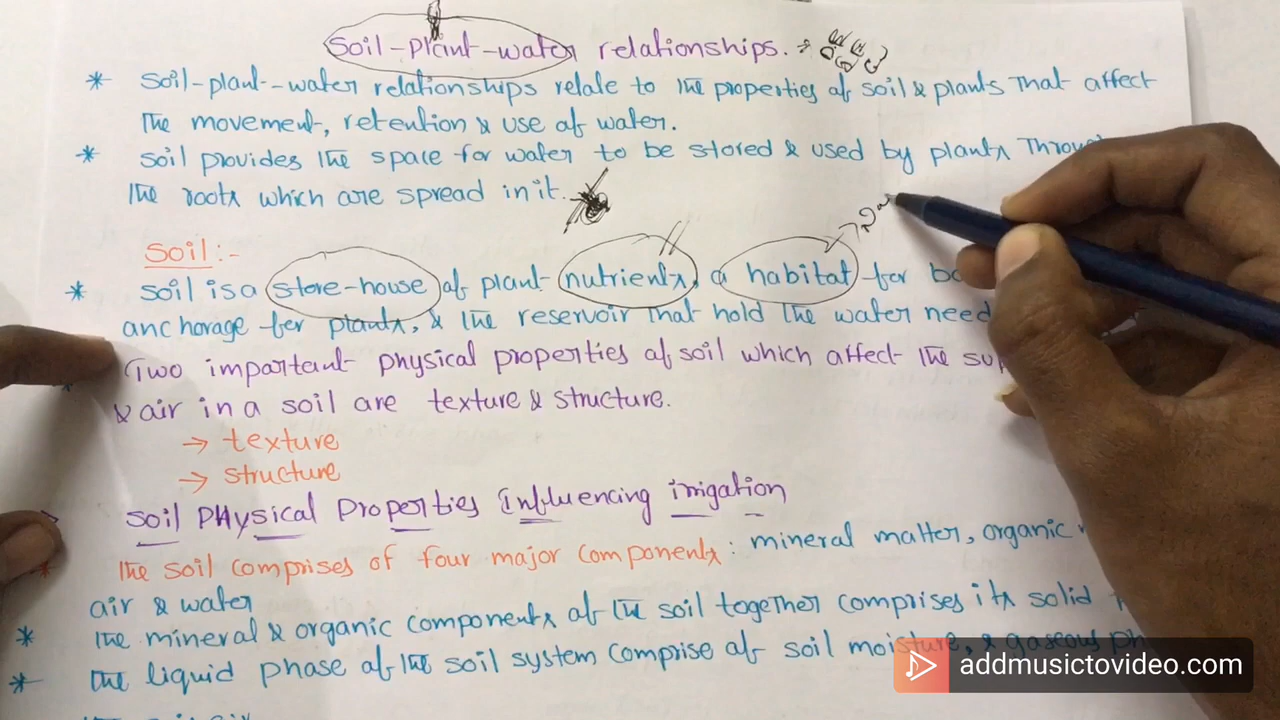 Soil-plant-water relationships.
* Soil-plant-water relationships relate to the properties of soil & plants that affect
the movement, retention & use of water.
* soil provides the space for water to be stored & used by plants throu
the roots which are spread in it.
Soil:-
* soil is a store-house of plant nutrients, a habitat for
anchorage for plants, & the reservoir that hold the water need
Two important physical properties of soil which affect the
& air in a soil are texture & structure.
→ texture
→ structure
Soil Physical Properties Influencing irrigation
* The soil comprises of four major components: mineral matter, organic
air & water
* the mineral & organic components of the soil together comprises its solid
* the liquid phase of the soil system comprise of soil moisture, & gaseous ph
addmusictovideo.com